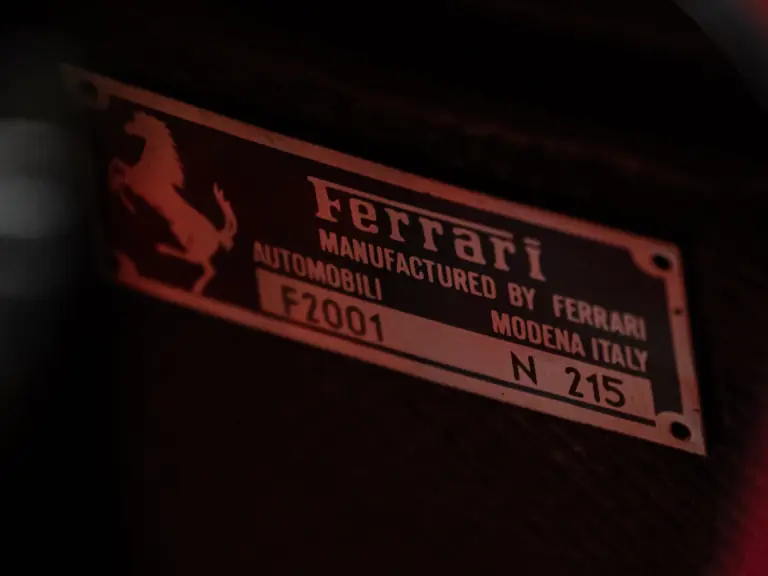 Ferrari
MANUFACTURED BY FERRARI
AUTOMOBILI MODENA ITALY
F2001 N 215